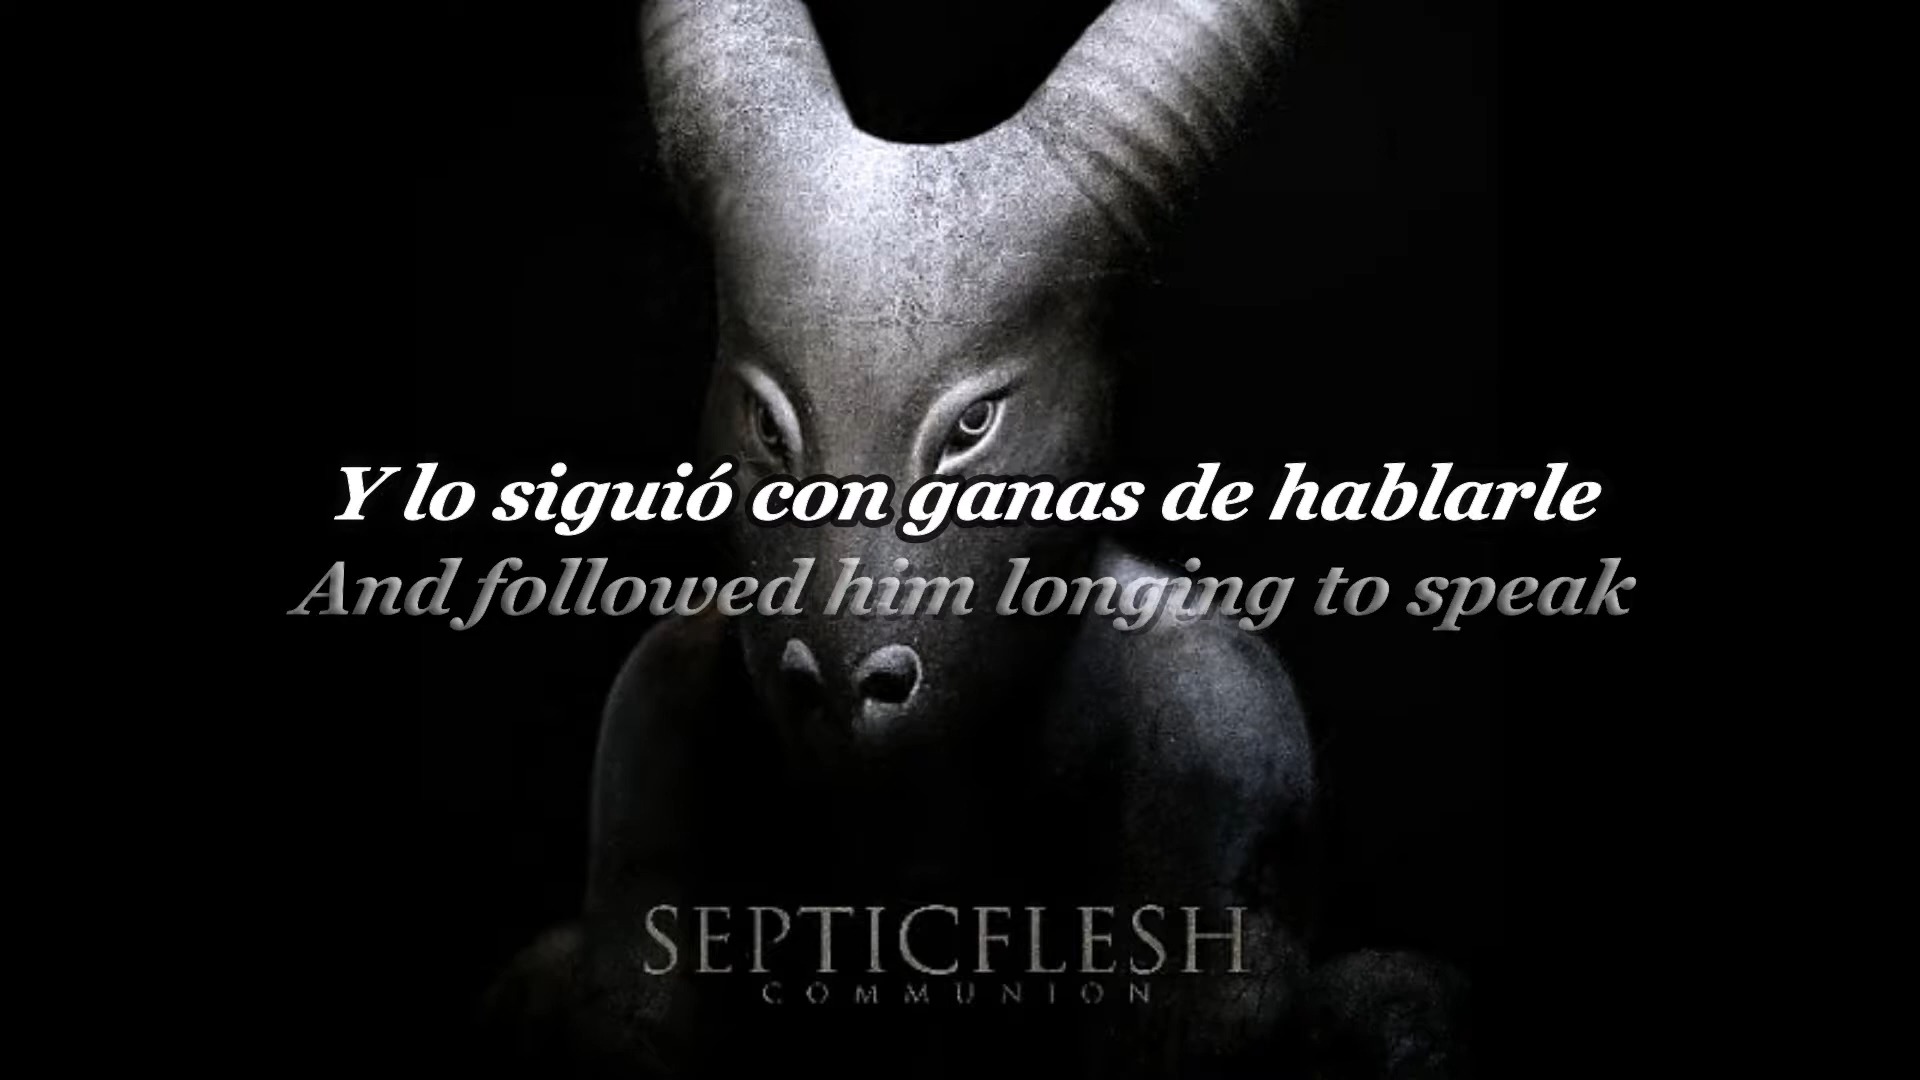 Y lo siguió con ganas de hablarle
And followed him longing to speak
SEPTICFLESH
COMMUNION